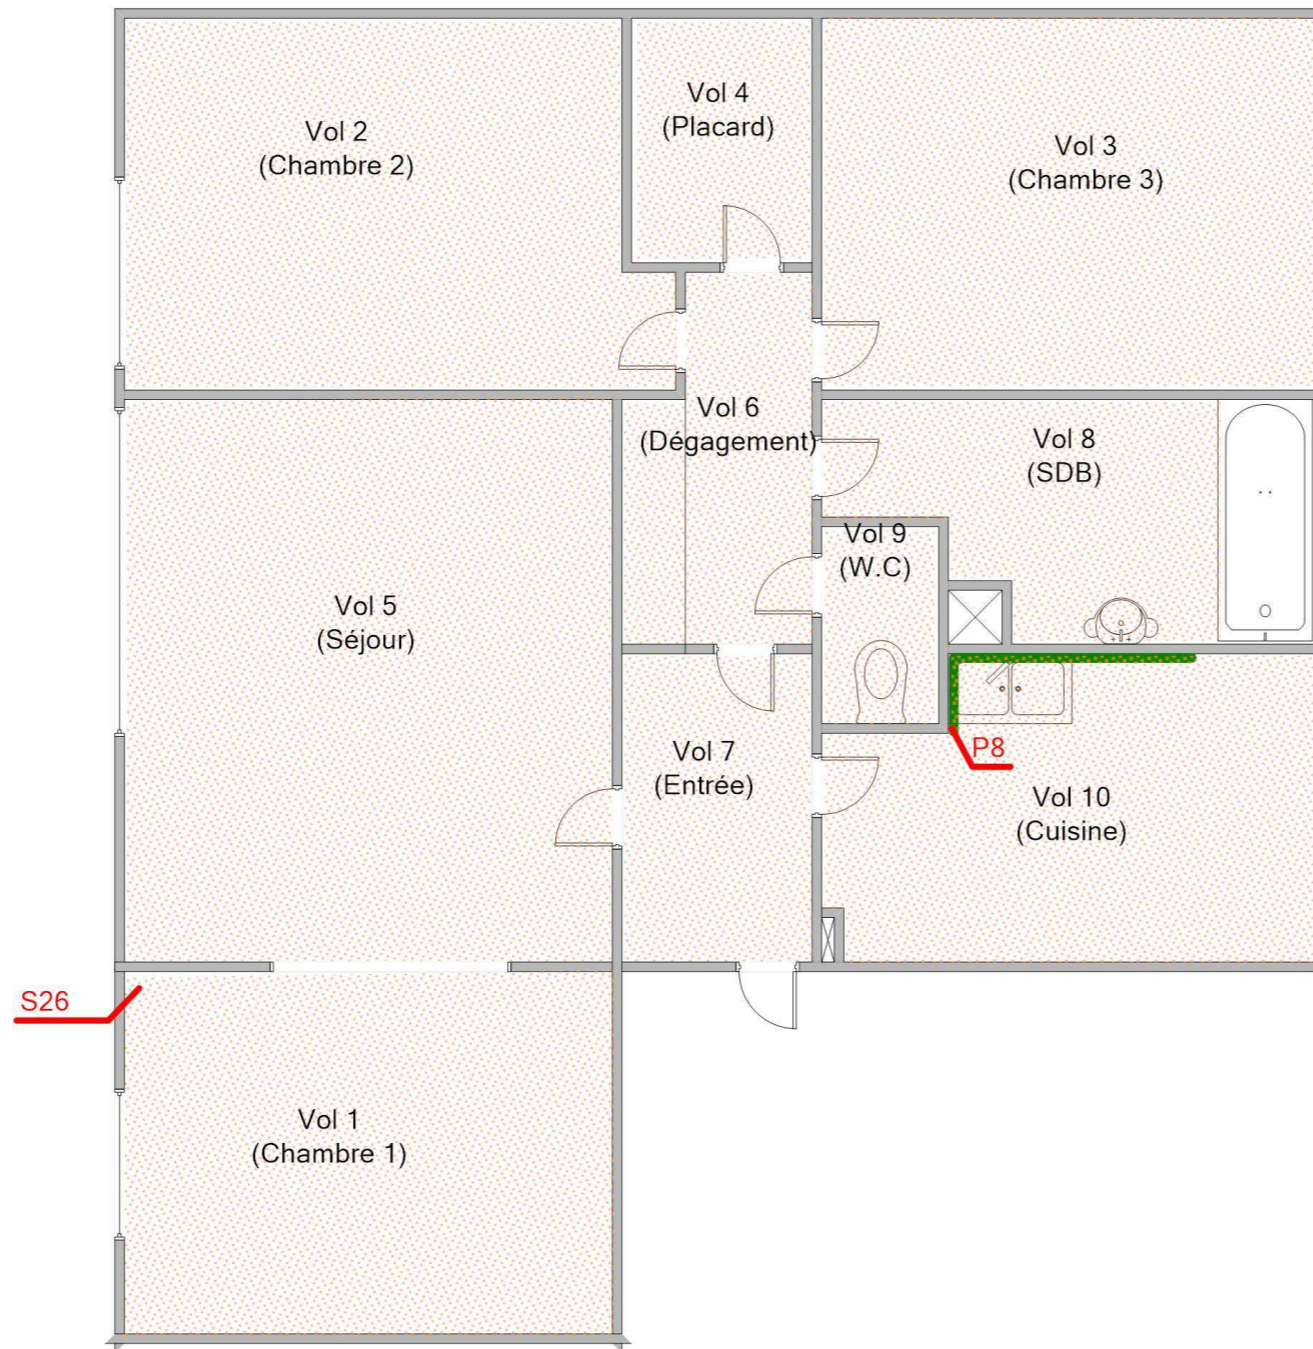 Vol 4
(Placard)
Vol 2
(Chambre 2)
Vol 3
(Chambre 3)
Vol 6
(Dégagement)
Vol 8
(SDB)
Vol 9
(W.C)
Vol 5
(Séjour)
Vol 7
(Entrée)
P8
Vol 10
(Cuisine)
S26
Vol 1
(Chambre 1)